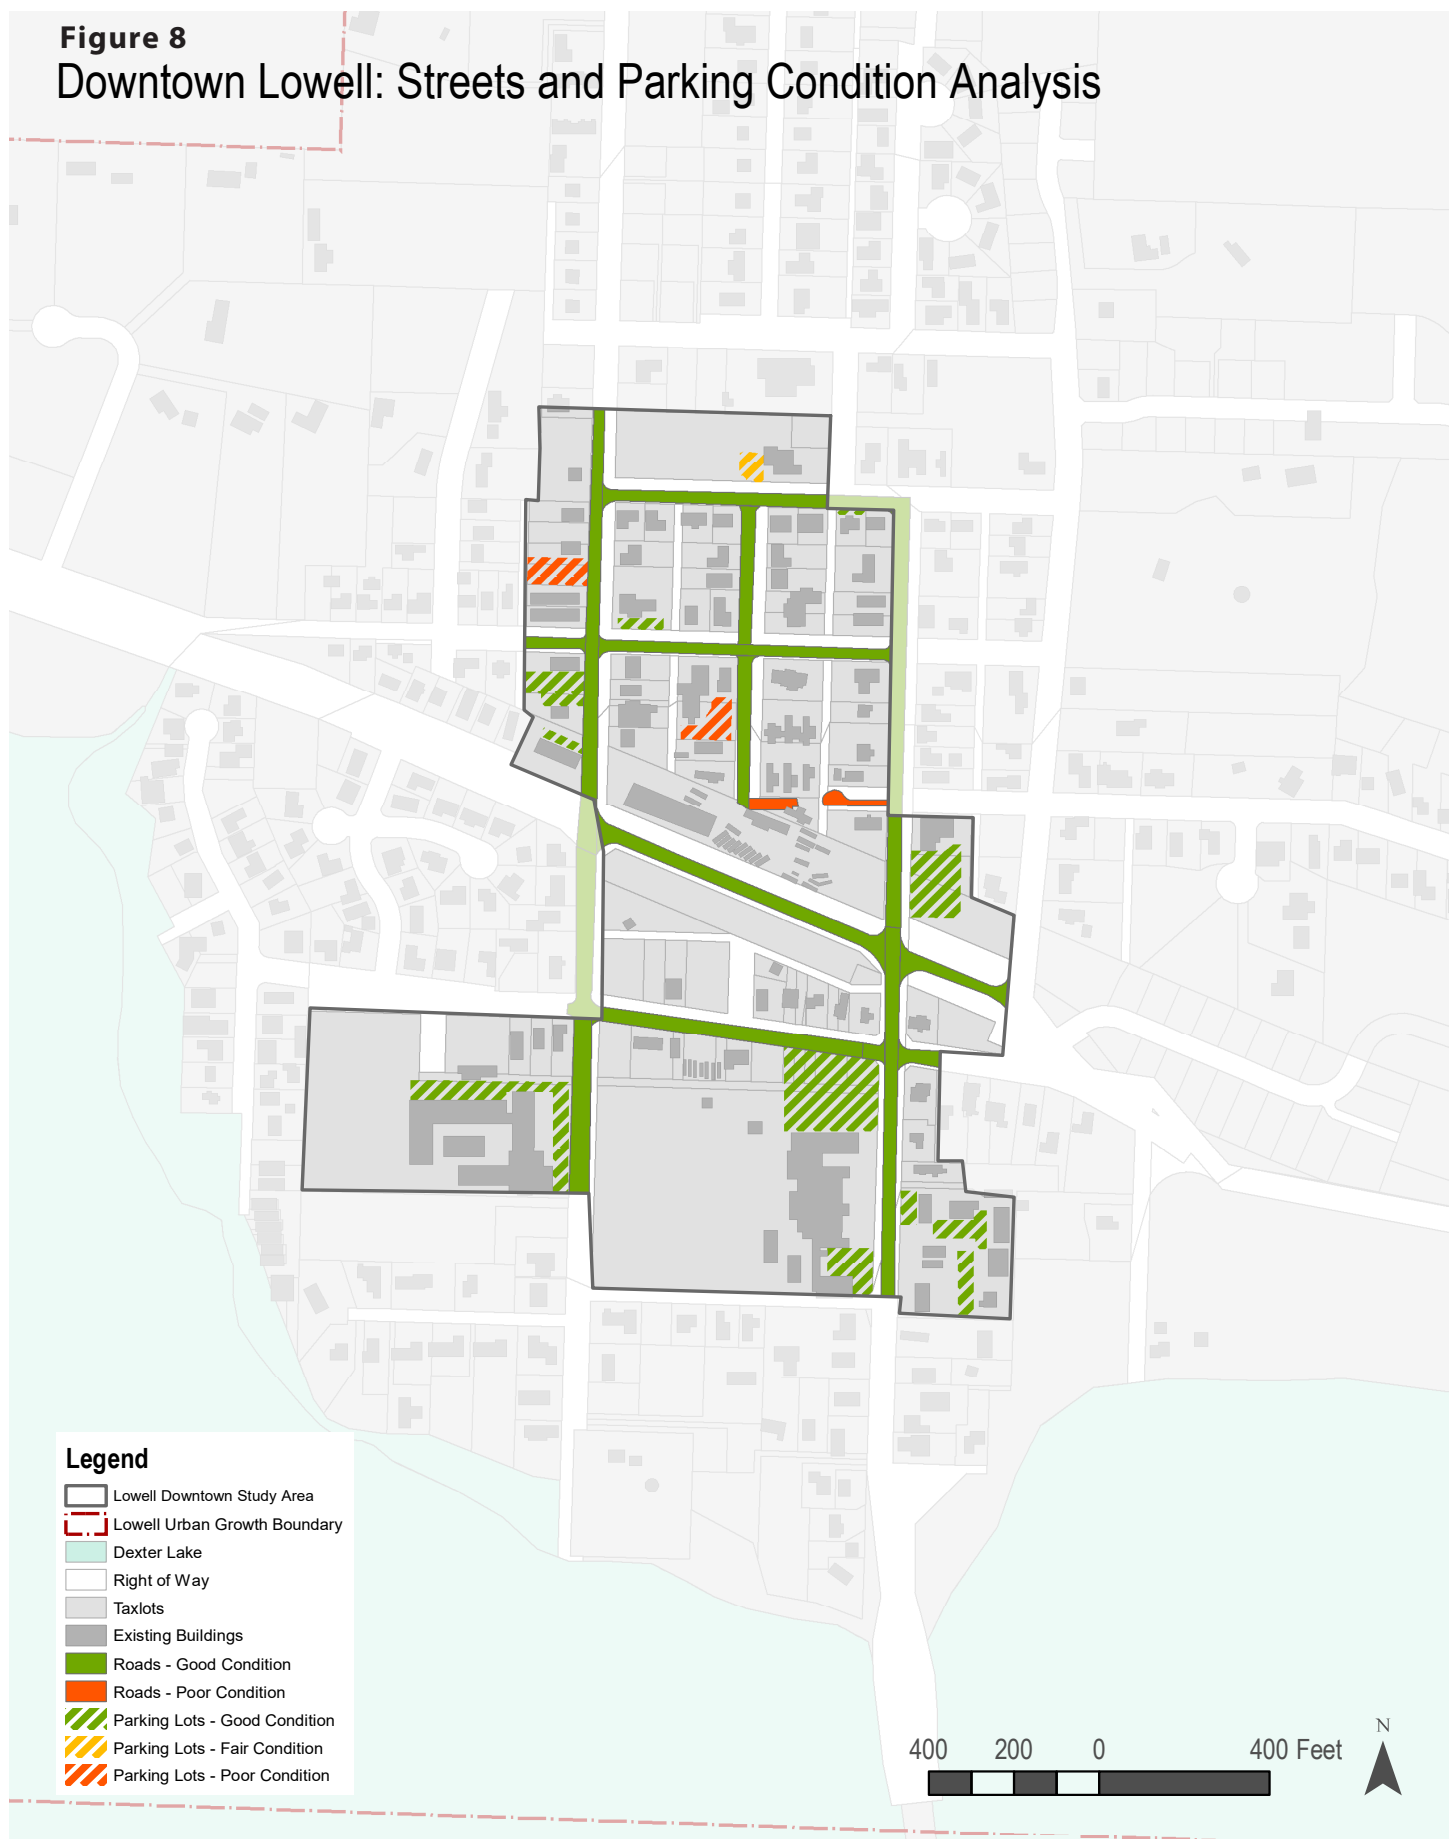 Figure 8
Downtown Lowell: Streets and Parking Condition Analysis
Legend
Lowell Downtown Study Area
Lowell Urban Growth Boundary
Dexter Lake
Right of Way
Taxlots
Existing Buildings
Roads - Good Condition
Roads - Poor Condition
Parking Lots - Good Condition
Parking Lots - Fair Condition
Parking Lots - Poor Condition
400 200 0 400 Feet
N